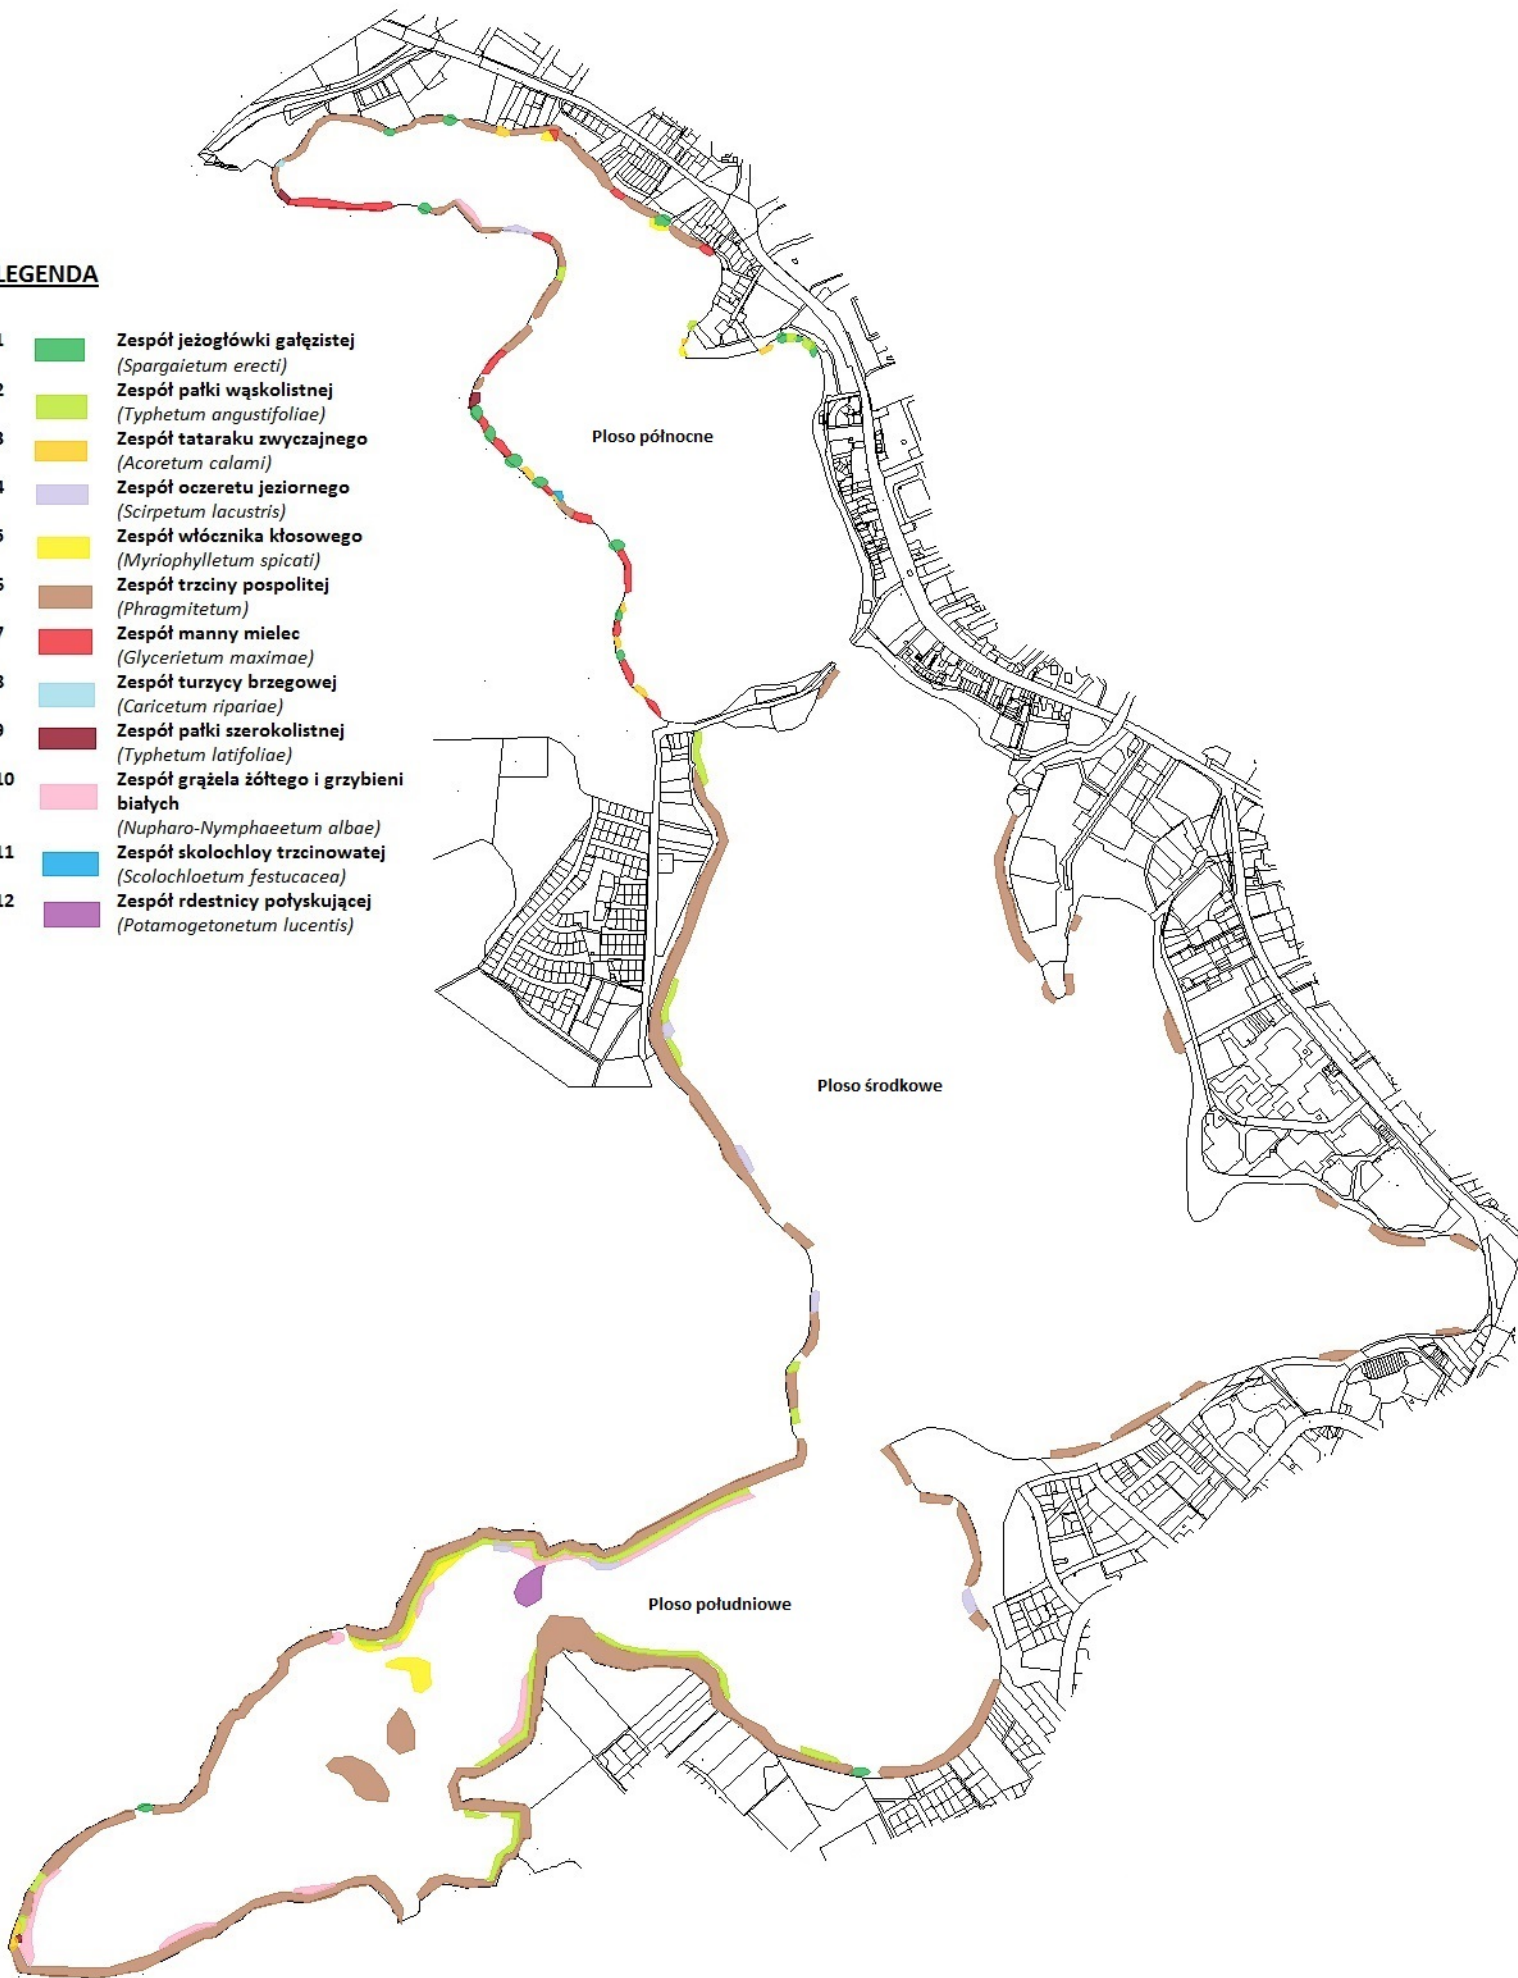 LEGENDA
1 Zespół jeżogłówki gałęzistej
(Spargaietum erecti)
2 Zespół pałki wąskolistnej
(Typhetum angustifoliae)
3 Zespół tataraku zwyczajnego
(Acoretum calami)
4 Zespół oczeretu jeziornego
(Scirpetum lacustris)
5 Zespół włócznika kłosowego
(Myriophylletum spicati)
6 Zespół trzciny pospolitej
(Phragmitetum)
7 Zespół manny mielec
(Glycerietum maximae)
8 Zespół turzycy brzegowej
(Caricetum ripariae)
9 Zespół pałki szerokolistnej
(Typhetum latifoliae)
10 Zespół grążela żółtego i grzybieni
białych
(Nupharo-Nymphaeetum albae)
11 Zespół skolochloy trzcinowatej
(Scolochloetum festucacea)
12 Zespół rdestnicy połyskującej
(Potamogetonetum lucentis)
Ploso północne
Ploso środkowe
Ploso południowe